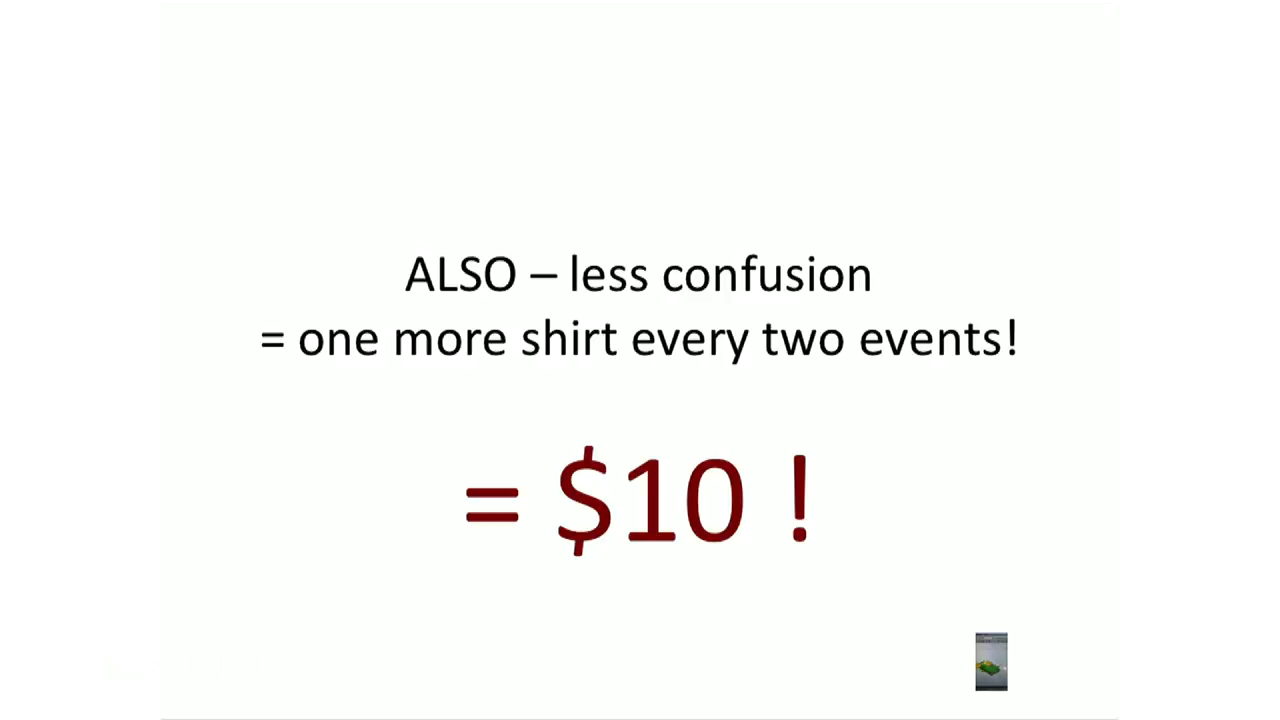 ALSO – less confusion
= one more shirt every two events!
= $10 !